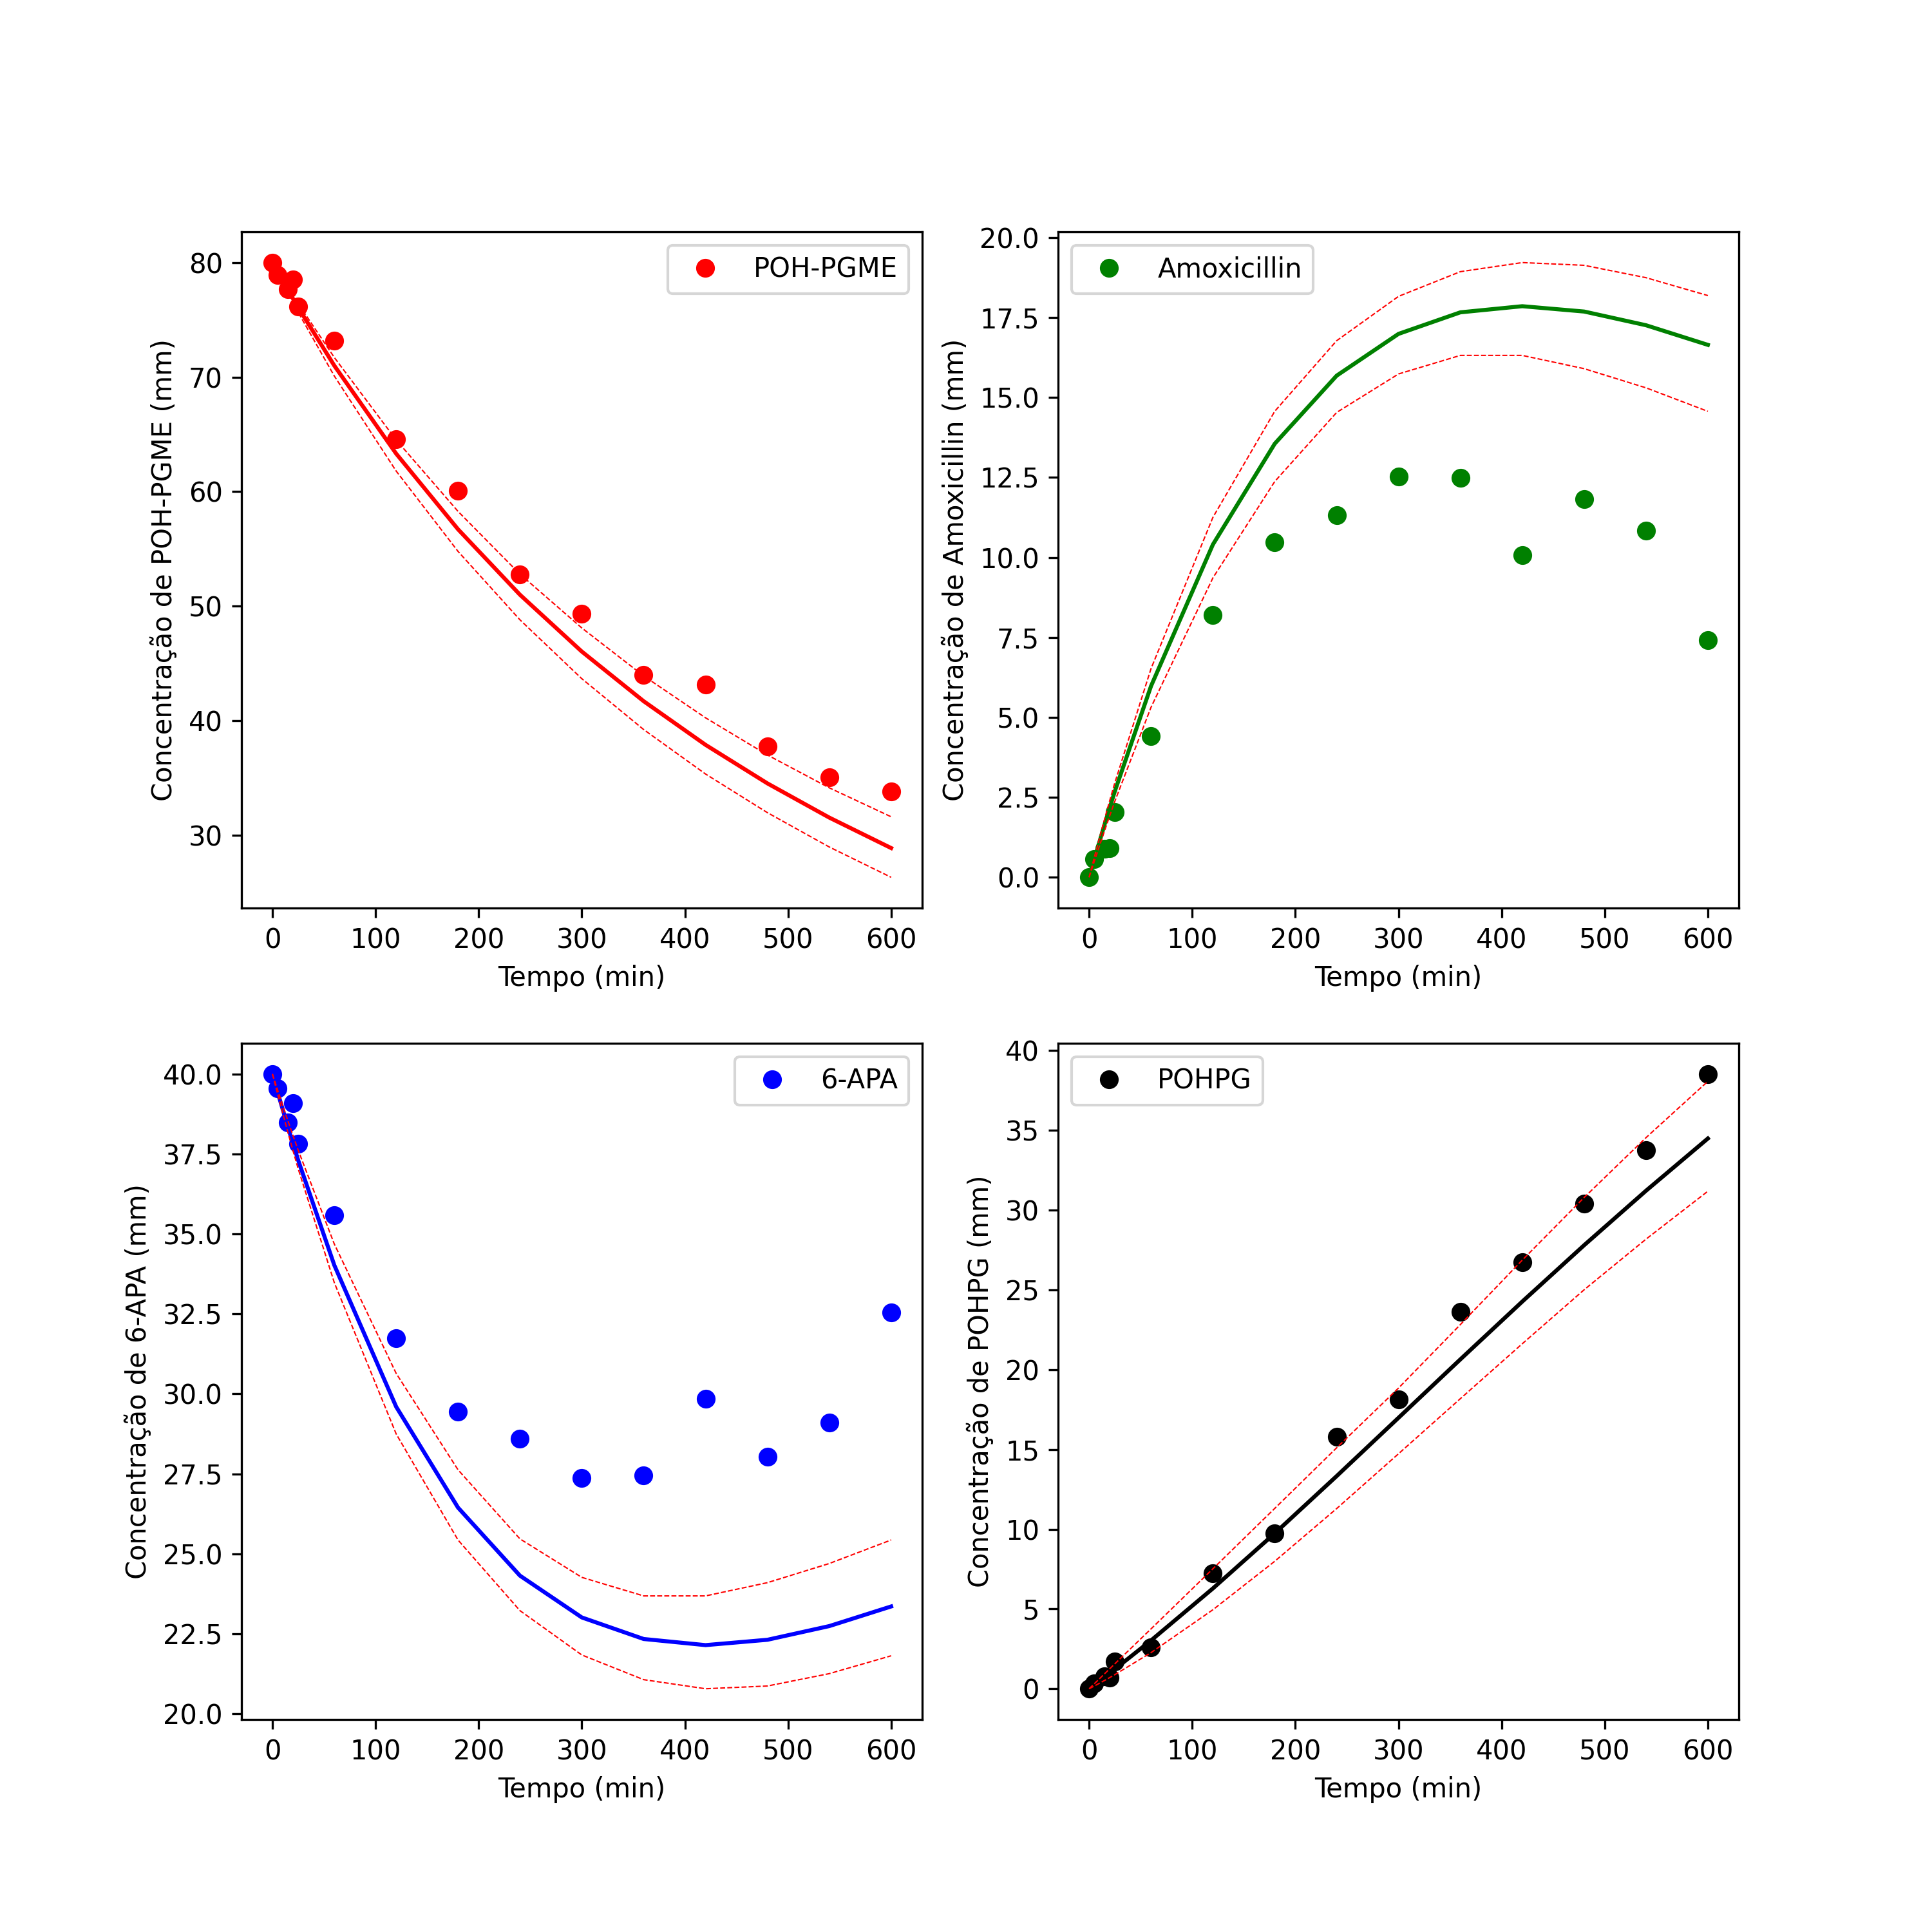 POH-PGME
Concentração de POH-PGME (mm)
80
70
60
50
40
30
0 100 200 300 400 500 600
Tempo (min)
Amoxicillin
Concentração de Amoxicillin (mm)
20.0
17.5
15.0
12.5
10.0
7.5
5.0
2.5
0.0
0 100 200 300 400 500 600
Tempo (min)
6-APA
Concentração de 6-APA (mm)
40.0
37.5
35.0
32.5
30.0
27.5
25.0
22.5
20.0
0 100 200 300 400 500 600
Tempo (min)
POHPG
Concentração de POHPG (mm)
40
35
30
25
20
15
10
5
0
0 100 200 300 400 500 600
Tempo (min)